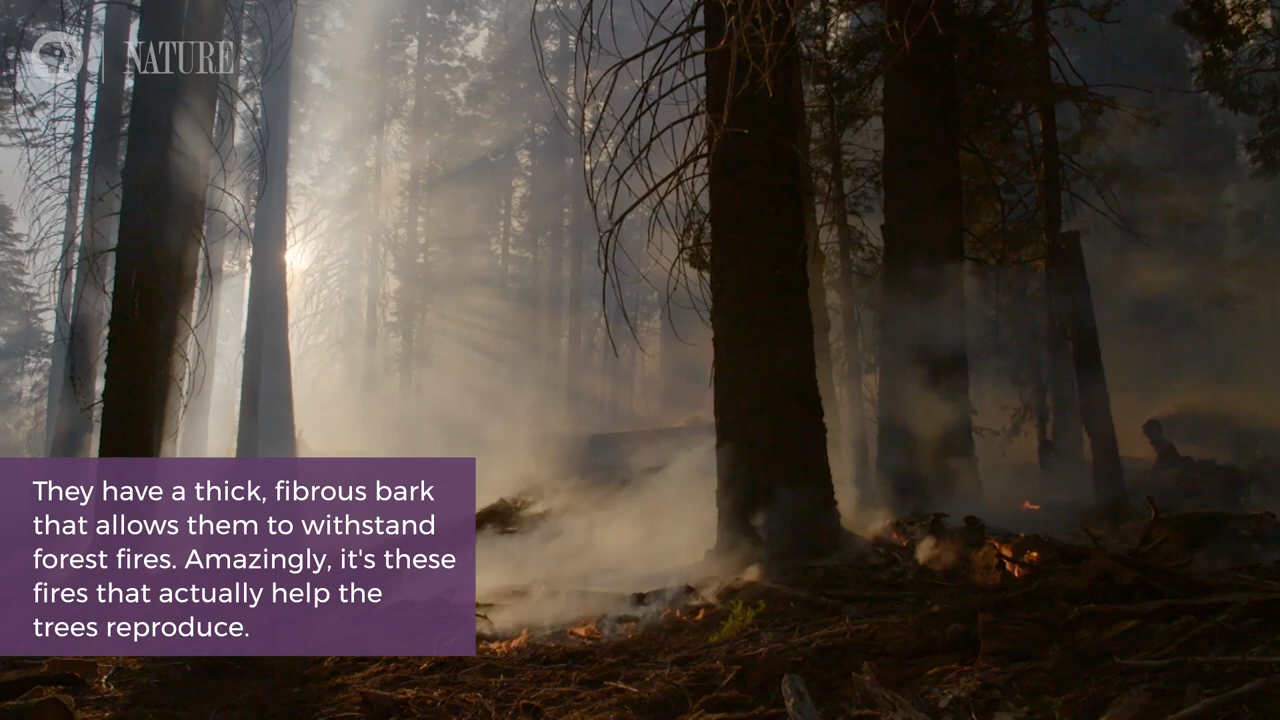 NATURE
They have a thick, fibrous bark
that allows them to withstand
forest fires. Amazingly, it's these
fires that actually help the
trees reproduce.